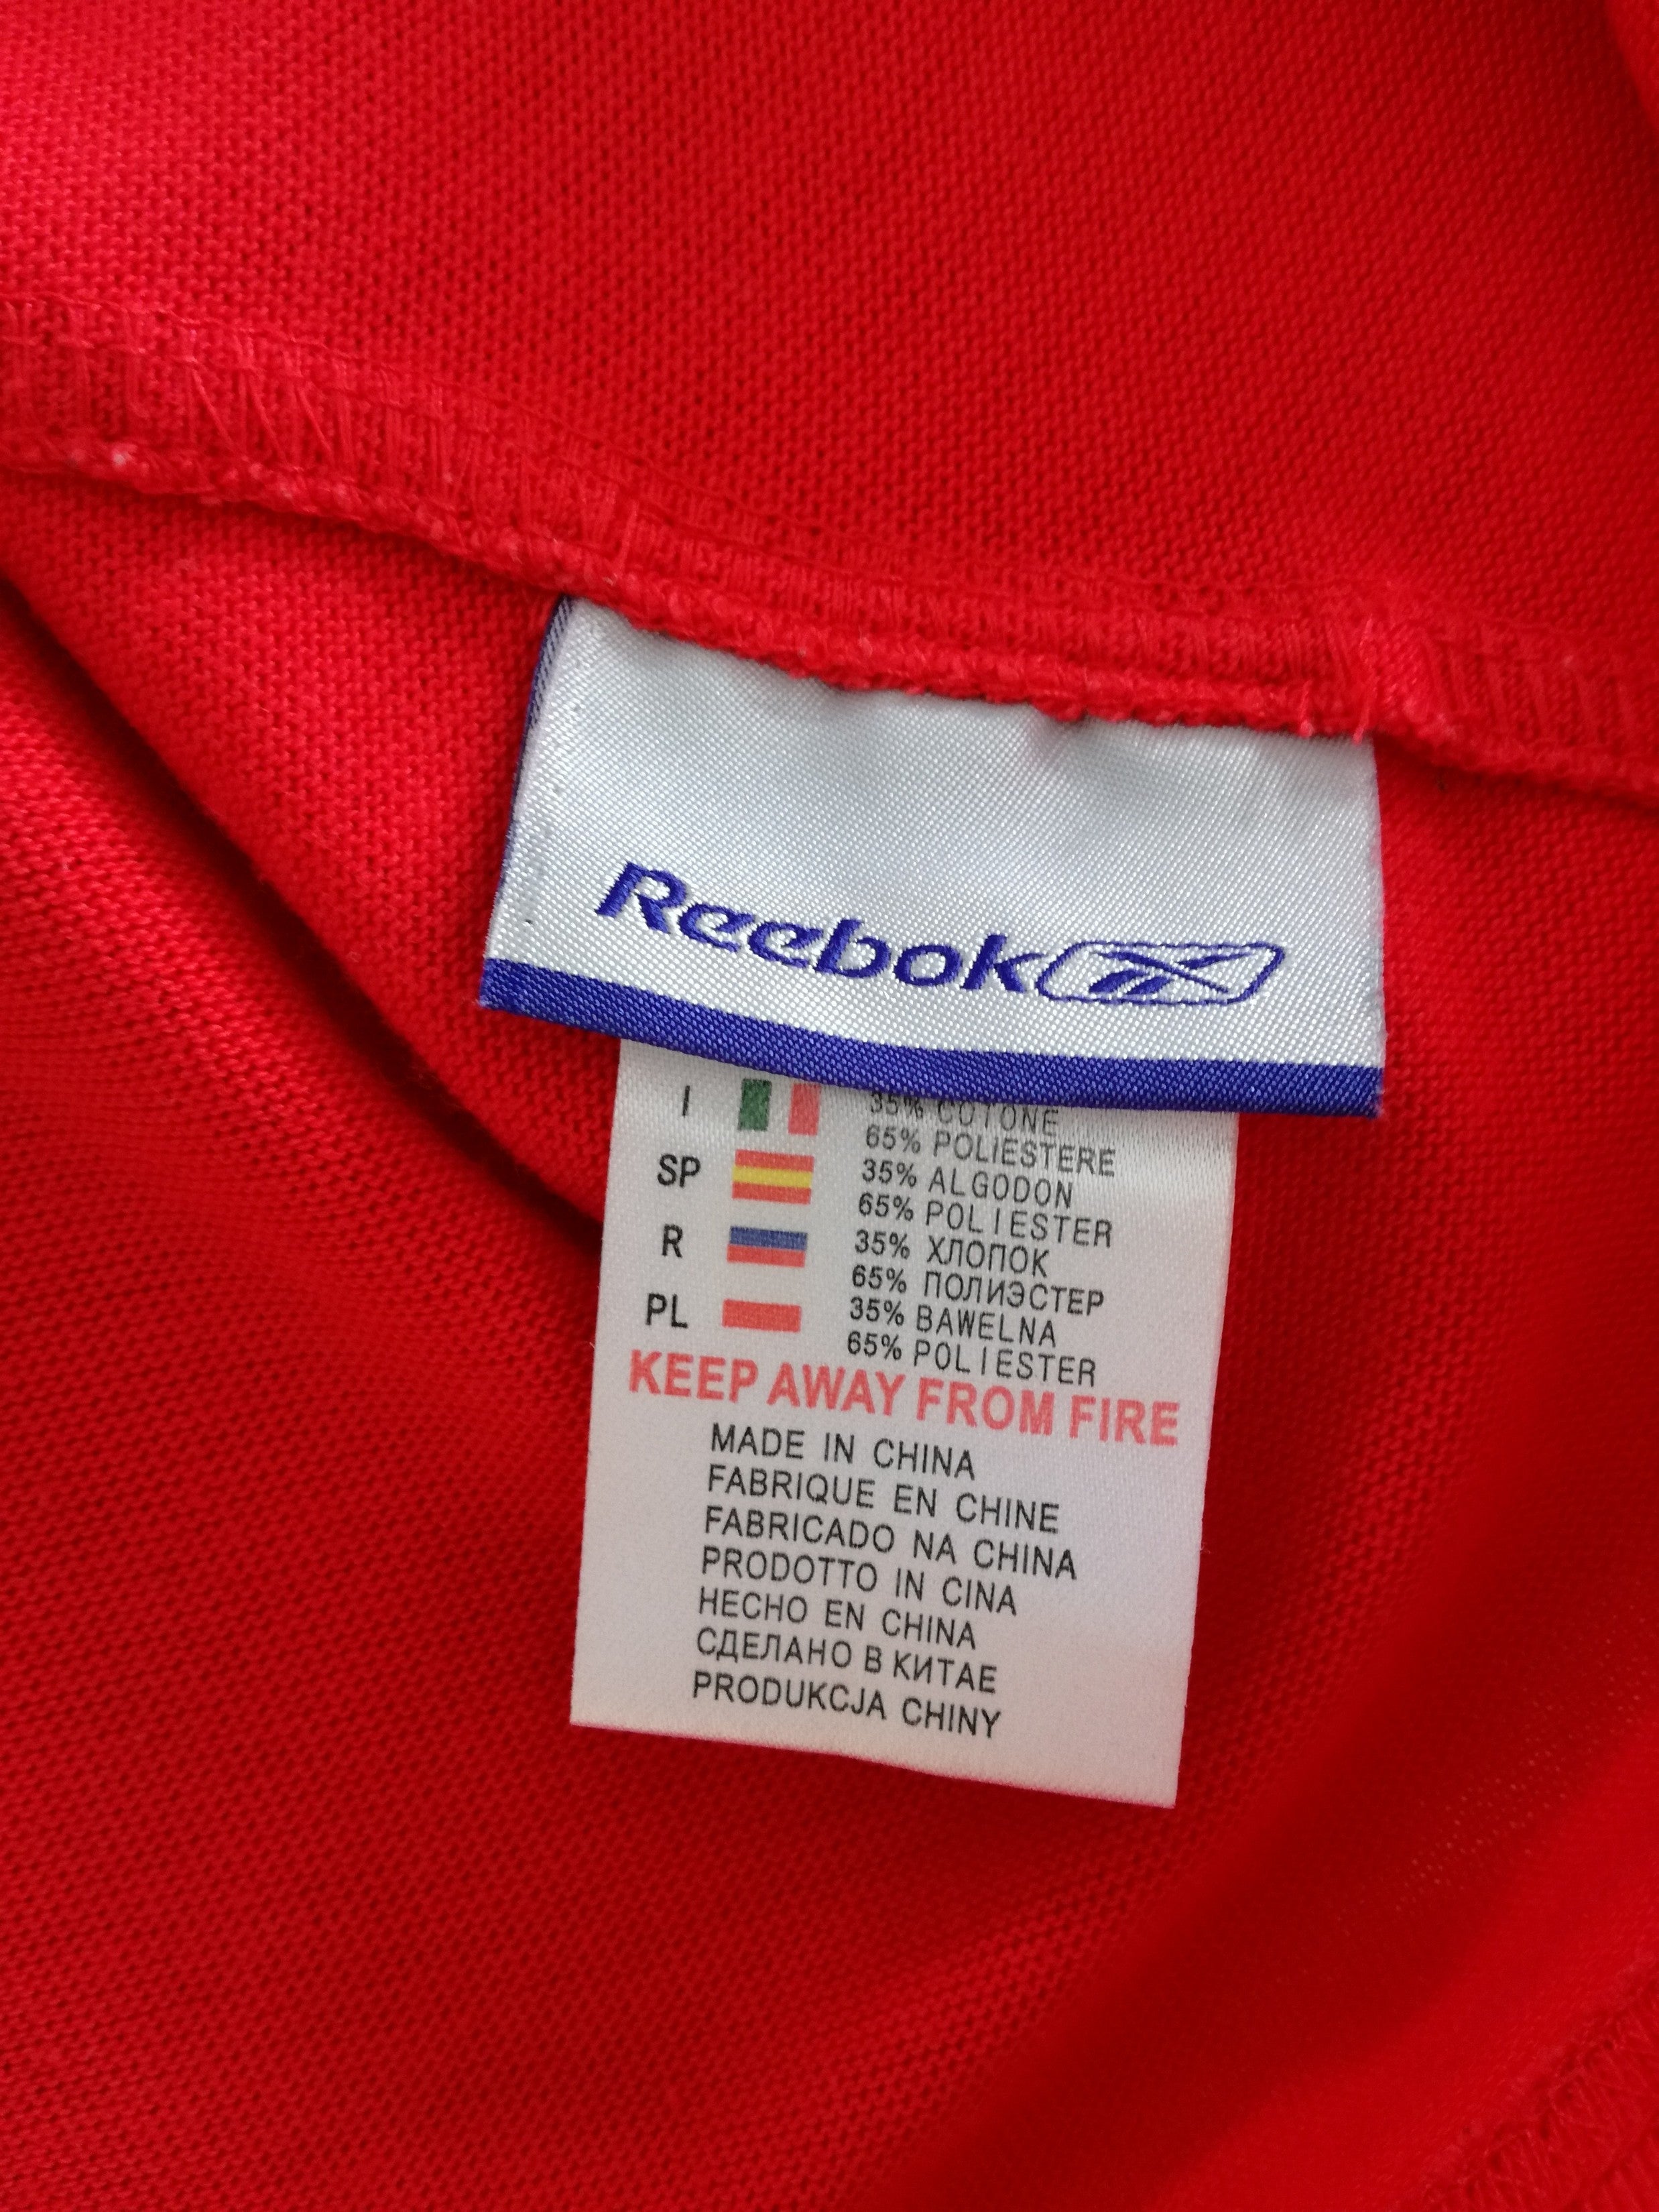 Reebok
I 35% COTONE
65% POLIESTERE
SP 35% ALGODON
65% POLIESTER
R 35% ХЛОПОК
65% ПОЛИЭСТЕР
PL 35% BAWELNA
65% POLIESTER
KEEP AWAY FROM FIRE
MADE IN CHINA
FABRIQUE EN CHINE
FABRICADO NA CHINA
PRODOTTO IN CINA
HECHO EN CHINA
СДЕЛАНО В КИТАЕ
PRODUKCJA CHINY